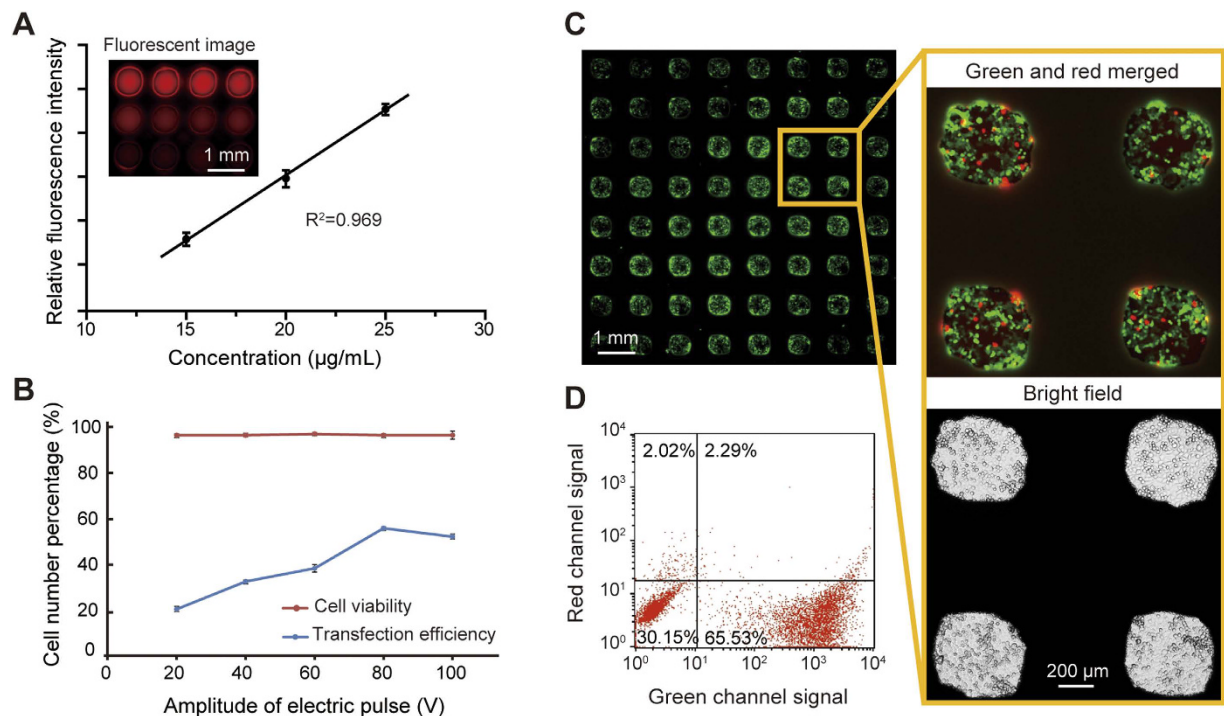 A
Fluorescent image
1 mm
R²=0.969
Relative fluorescence intensity
10 15 20 25 30
Concentration (μg/mL)
B
Cell number percentage (%)
100
80
60
40
20
0
Cell viability
Transfection efficiency
0 20 40 60 80 100
Amplitude of electric pulse (V)
C
1 mm
Green and red merged
Bright field
200 μm
D
Red channel signal
10⁴
10³
10²
10¹
10⁰
2.02% 2.29%
30.15% 65.53%
10⁰ 10¹ 10² 10³ 10⁴
Green channel signal